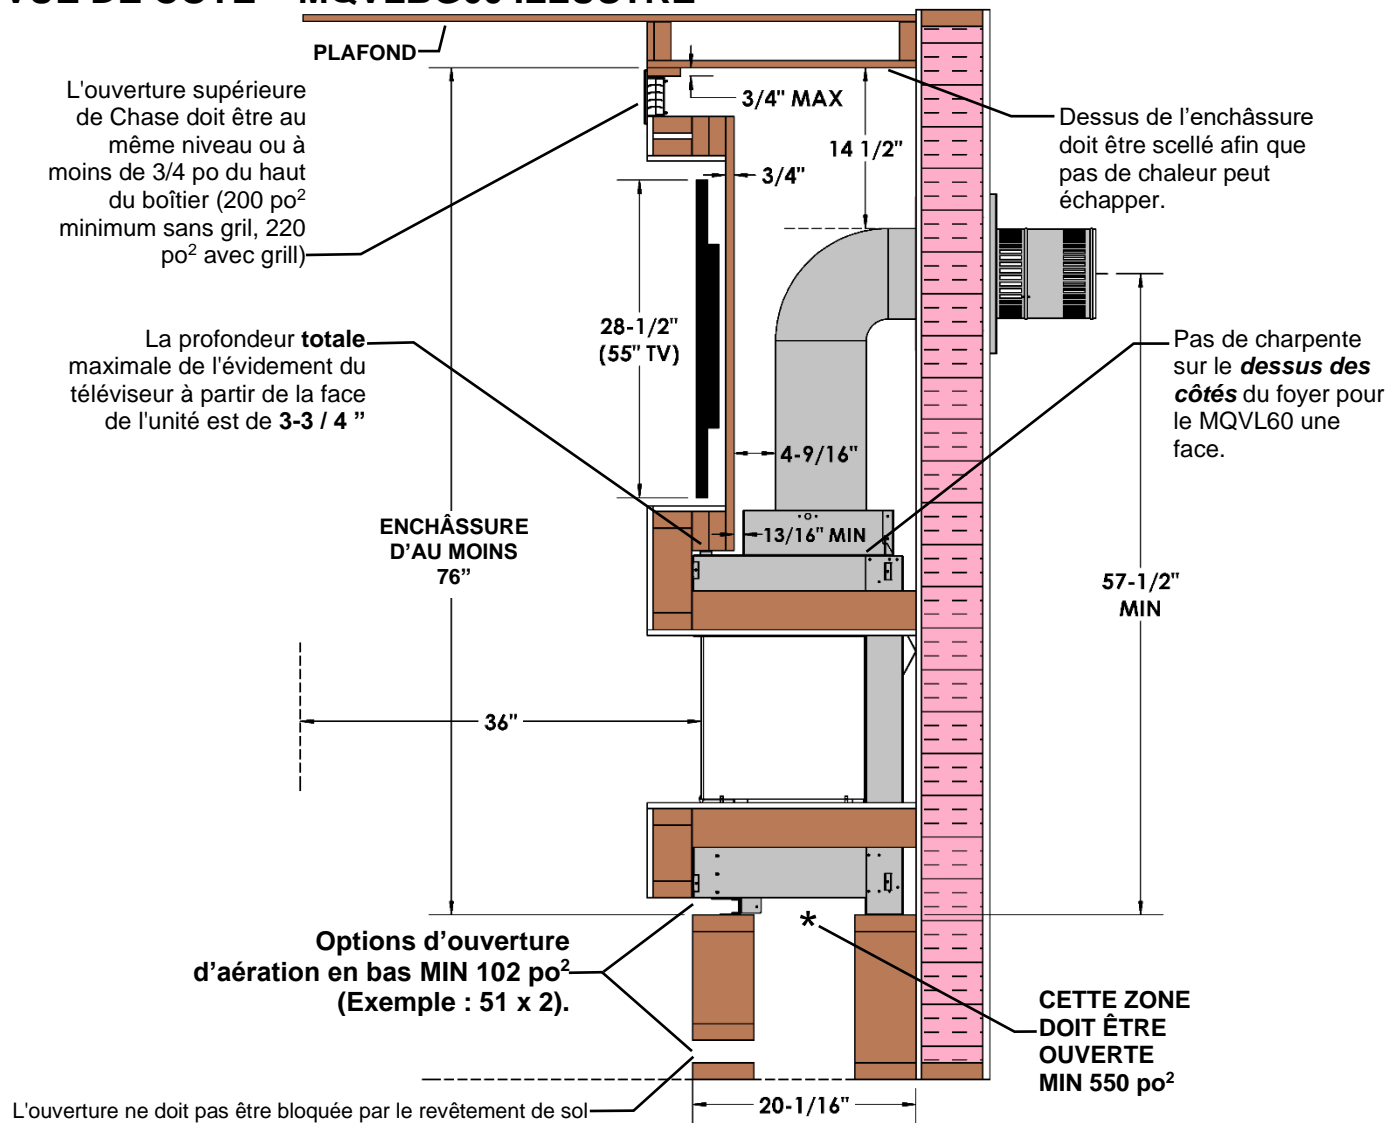 VUE DE CÔTÉ – MQVLBG60 ILLUSTRÉ
PLAFOND
L'ouverture supérieure
de Chase doit être au
même niveau ou à
moins de 3/4 po du haut
du boîtier (200 po²
minimum sans gril, 220
po² avec grill)
3/4" MAX
14 1/2"
3/4"
Dessus de l’enchâssure
doit être scellé afin que
pas de chaleur peut
échapper.
28-1/2"
(55" TV)
La profondeur totale
maximale de l'évidement du
téléviseur à partir de la face
de l'unité est de 3-3 / 4 ”
Pas de charpente
sur le dessus des
côtés du foyer pour
le MQVL60 une
face.
4-9/16"
ENCHÂSSURE
D’AU MOINS
76”
13/16" MIN
57-1/2"
MIN
36"
*
Options d’ouverture
d’aération en bas MIN 102 po²
(Exemple : 51 x 2).
CETTE ZONE
DOIT ÊTRE
OUVERTE
MIN 550 po²
L'ouverture ne doit pas être bloquée par le revêtement de sol
20-1/16"